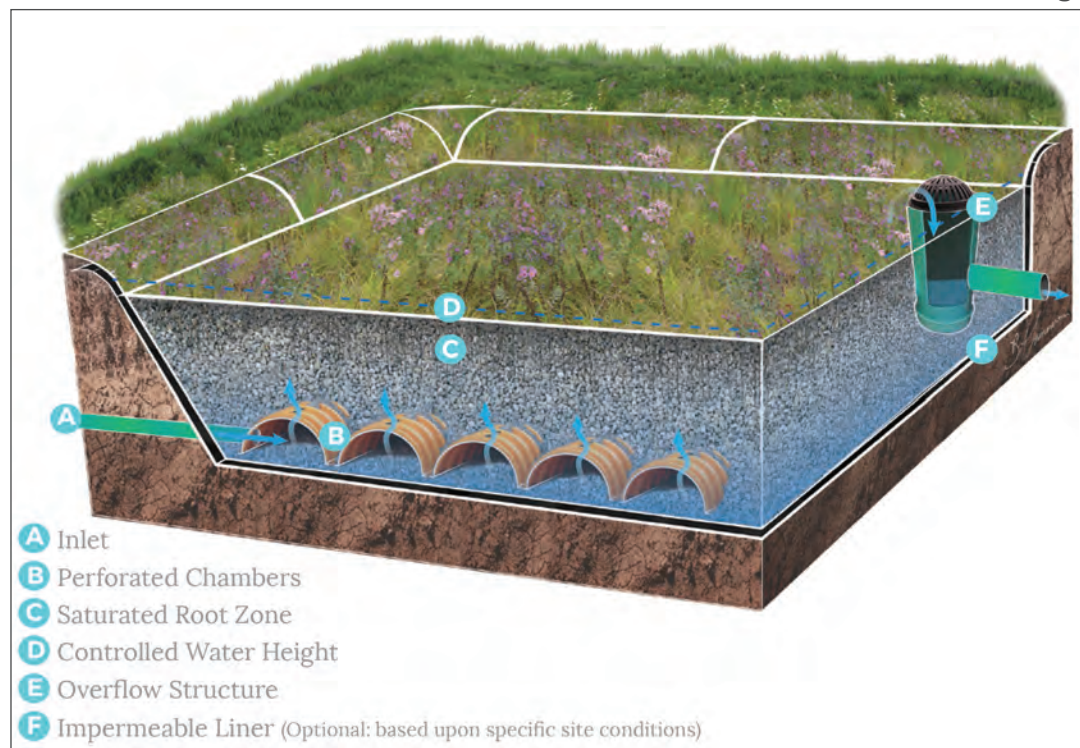 D
E
C
F
A
B
A Inlet
B Perforated Chambers
C Saturated Root Zone
D Controlled Water Height
E Overflow Structure
F Impermeable Liner (Optional: based upon specific site conditions)